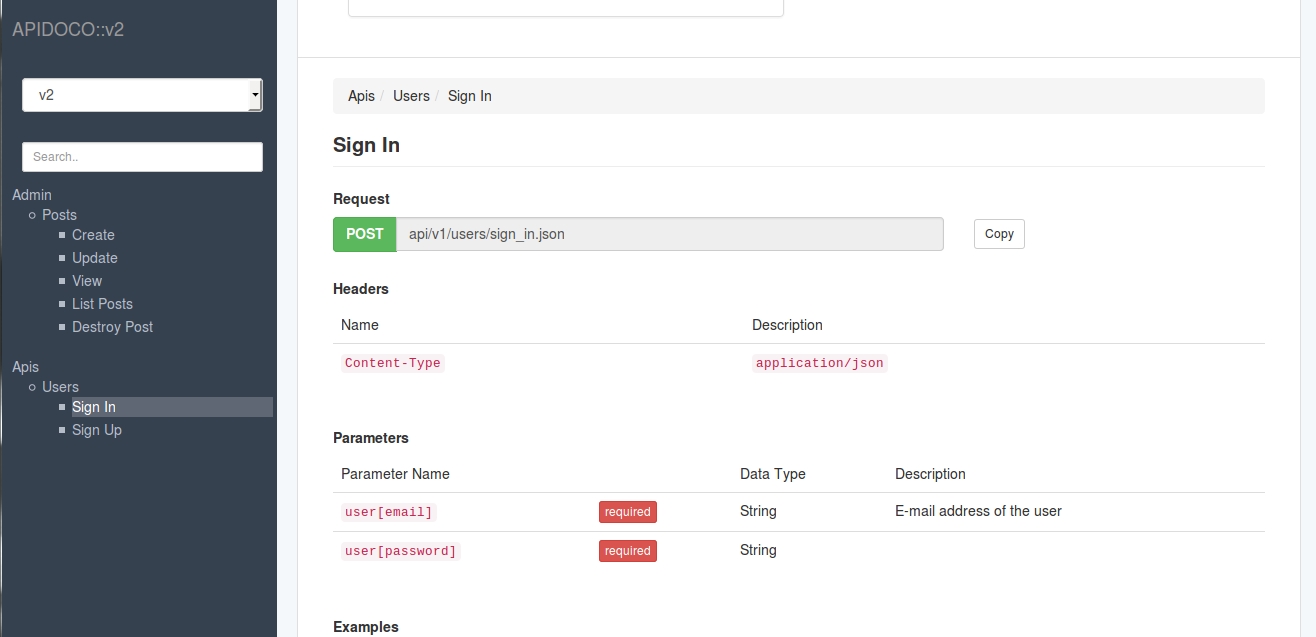 APIDOCO::v2
v2
Search..
Admin
Posts
Create
Update
View
List Posts
Destroy Post
Apis
Users
Sign In
Sign Up
Apis / Users / Sign In
Sign In
Request
POST api/v1/users/sign_in.json Copy
Headers
Name Description
Content-Type application/json
Parameters
Parameter Name Data Type Description
user[email] required String E-mail address of the user
user[password] required String
Examples